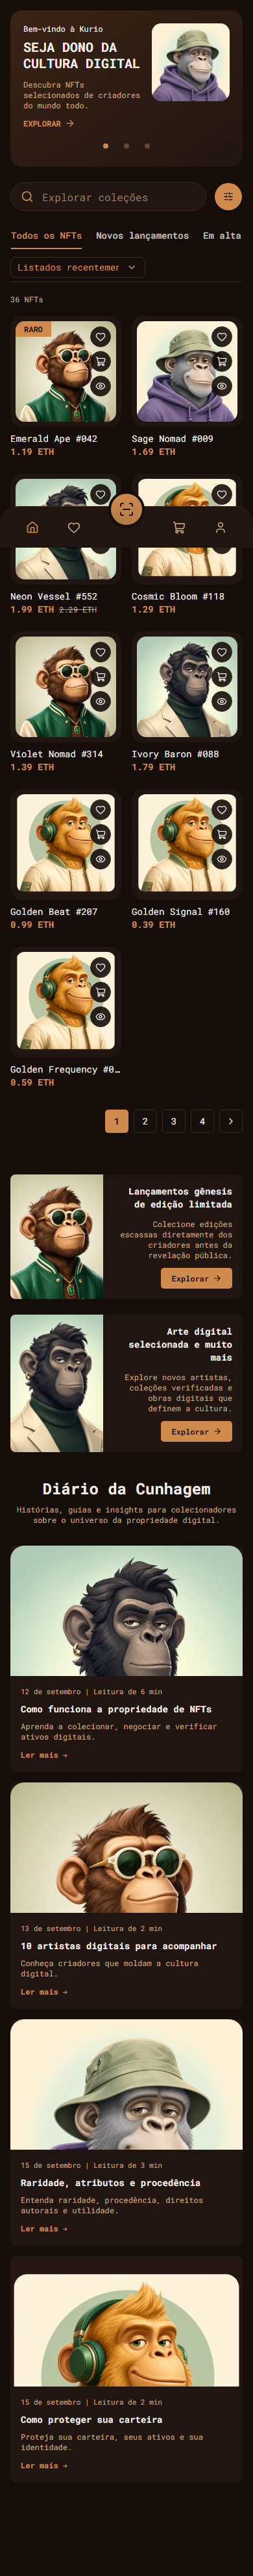 Bem-vindo à Kurio
SEJA DONO DA
CULTURA DIGITAL
Descubra NFTs
selecionados de criadores
do mundo todo.
EXPLORAR →
Explorar coleções
Todos os NFTs Novos lançamentos Em alta
Listados recentemer
36 NFTs
RARO
Emerald Ape #042
1.19 ETH
Sage Nomad #009
1.69 ETH
Neon Vessel #552
1.99 ETH 2.29 ETH
Cosmic Bloom #118
1.29 ETH
Violet Nomad #314
1.39 ETH
Ivory Baron #088
1.79 ETH
Golden Beat #207
0.99 ETH
Golden Signal #160
0.39 ETH
Golden Frequency #0…
0.59 ETH
1 2 3 4
Lançamentos gênesis
de edição limitada
Colecione edições
escassas diretamente dos
criadores antes da
revelação pública.
Explorar →
Arte digital
selecionada e muito
mais
Explore novos artistas,
coleções verificadas e
obras digitais que
definem a cultura.
Explorar →
Diário da Cunhagem
Histórias, guias e insights para colecionadores
sobre o universo da propriedade digital.
12 de setembro | Leitura de 6 min
Como funciona a propriedade de NFTs
Aprenda a colecionar, negociar e verificar
ativos digitais.
Ler mais →
13 de setembro | Leitura de 2 min
10 artistas digitais para acompanhar
Conheça criadores que moldam a cultura
digital.
Ler mais →
15 de setembro | Leitura de 3 min
Raridade, atributos e procedência
Entenda raridade, procedência, direitos
autorais e utilidade.
Ler mais →
15 de setembro | Leitura de 2 min
Como proteger sua carteira
Proteja sua carteira, seus ativos e sua
identidade.
Ler mais →